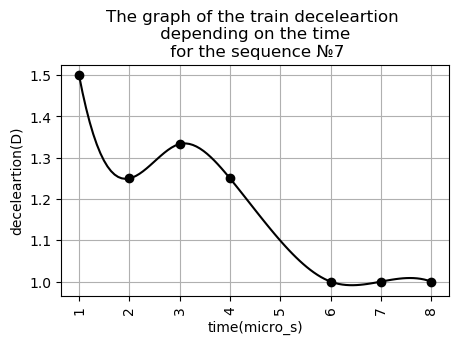 The graph of the train deceleartion
depending on the time
for the sequence №7
deceleartion(D)
1.5
1.4
1.3
1.2
1.1
1.0
1 2 3 4 5 6 7 8
time(micro_s)